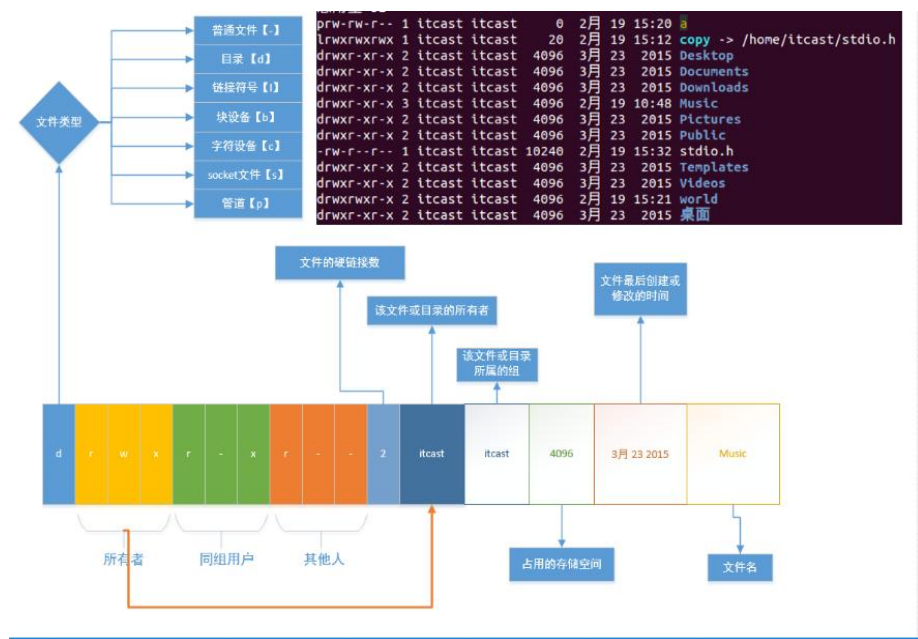 文件类型
普通文件【-】
目录【d】
链接符号【l】
块设备【b】
字符设备【c】
socket文件【s】
管道【p】
prw-rw-r-- 1 itcast itcast 0 2月 19 15:20 a
lrwxrwxrwx 1 itcast itcast 20 2月 19 15:12 copy -> /home/itcast/stdio.h
drwxr-xr-x 2 itcast itcast 4096 3月 23 2015 Desktop
drwxr-xr-x 2 itcast itcast 4096 3月 23 2015 Documents
drwxr-xr-x 2 itcast itcast 4096 3月 23 2015 Downloads
drwxr-xr-x 3 itcast itcast 4096 2月 19 10:48 Music
drwxr-xr-x 2 itcast itcast 4096 3月 23 2015 Pictures
drwxr-xr-x 2 itcast itcast 4096 3月 23 2015 Public
-rw-r--r-- 1 itcast itcast 10240 2月 19 15:32 stdio.h
drwxr-xr-x 2 itcast itcast 4096 3月 23 2015 Templates
drwxr-xr-x 2 itcast itcast 4096 3月 23 2015 Videos
drwxrwxr-x 2 itcast itcast 4096 2月 19 15:21 world
drwxr-xr-x 2 itcast itcast 4096 3月 23 2015 桌面
文件的硬链接数
该文件或目录的所有者
该文件或目录
所属的组
文件最后创建或
修改的时间
d r w x r - x r - - 2 itcast itcast 4096 3月 23 2015 Music
所有者 同组用户 其他人
占用的存储空间
文件名